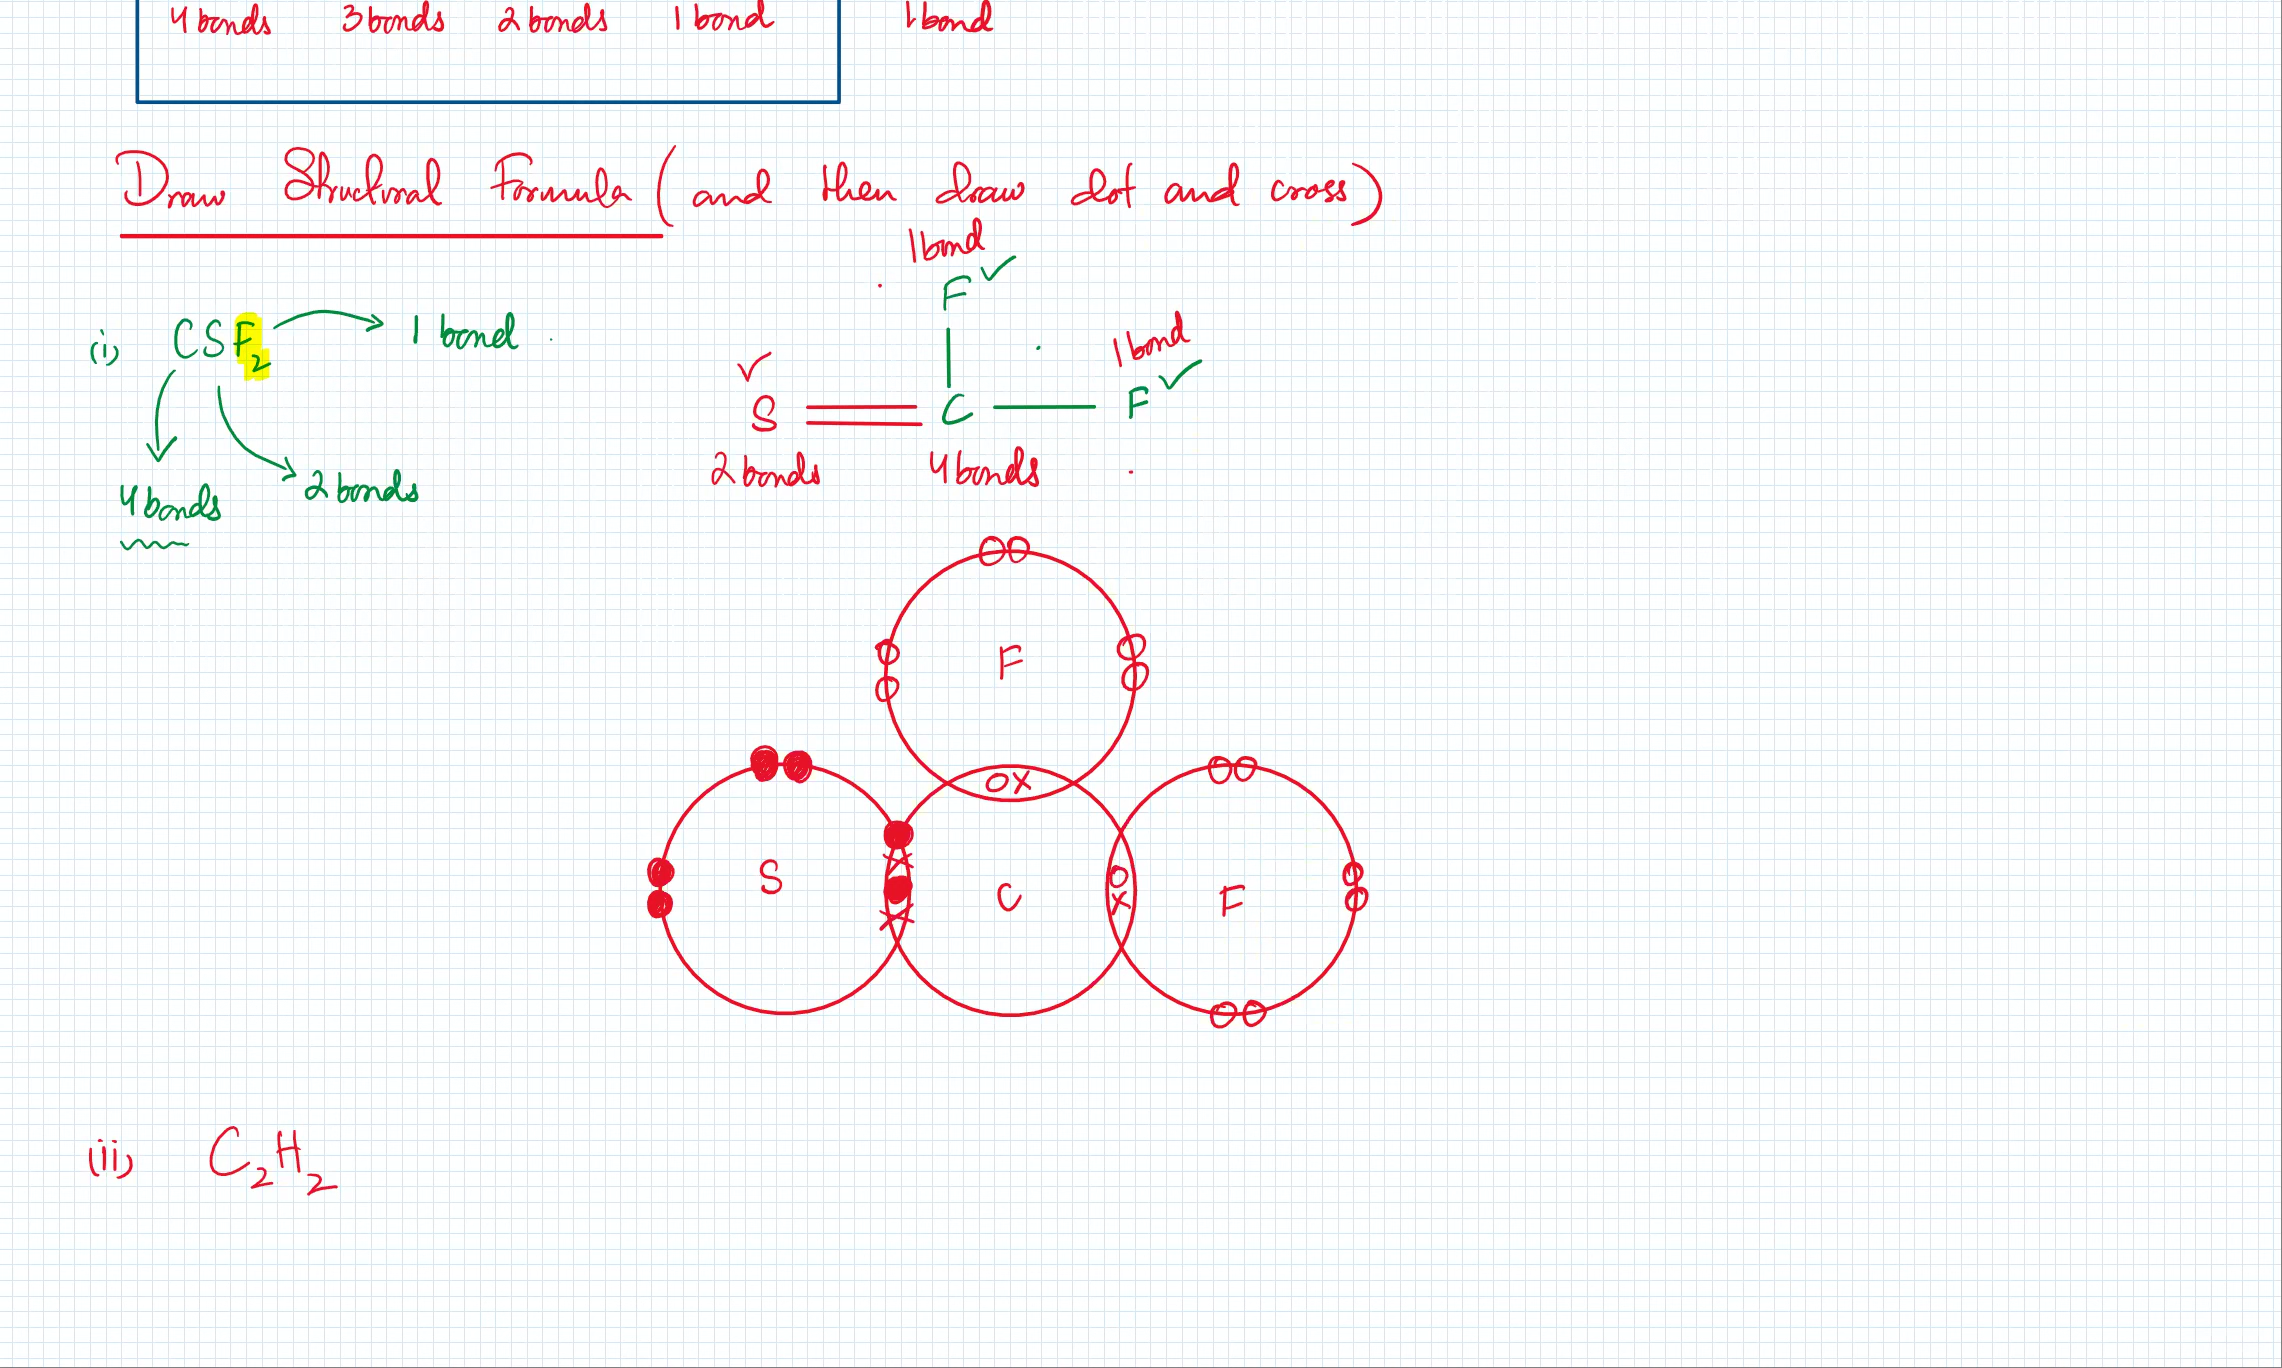 4 bonds 3 bonds 2 bonds 1 bond 1 bond
Draw Structural Formula (and then draw dot and cross)
(i) CSF₂ 1 bond
4 bonds 2 bonds
1 bond
F ✓
1 bond
✓
S C F ✓
2 bonds 4 bonds
F
OX
S C O X F
(ii) C₂H₂